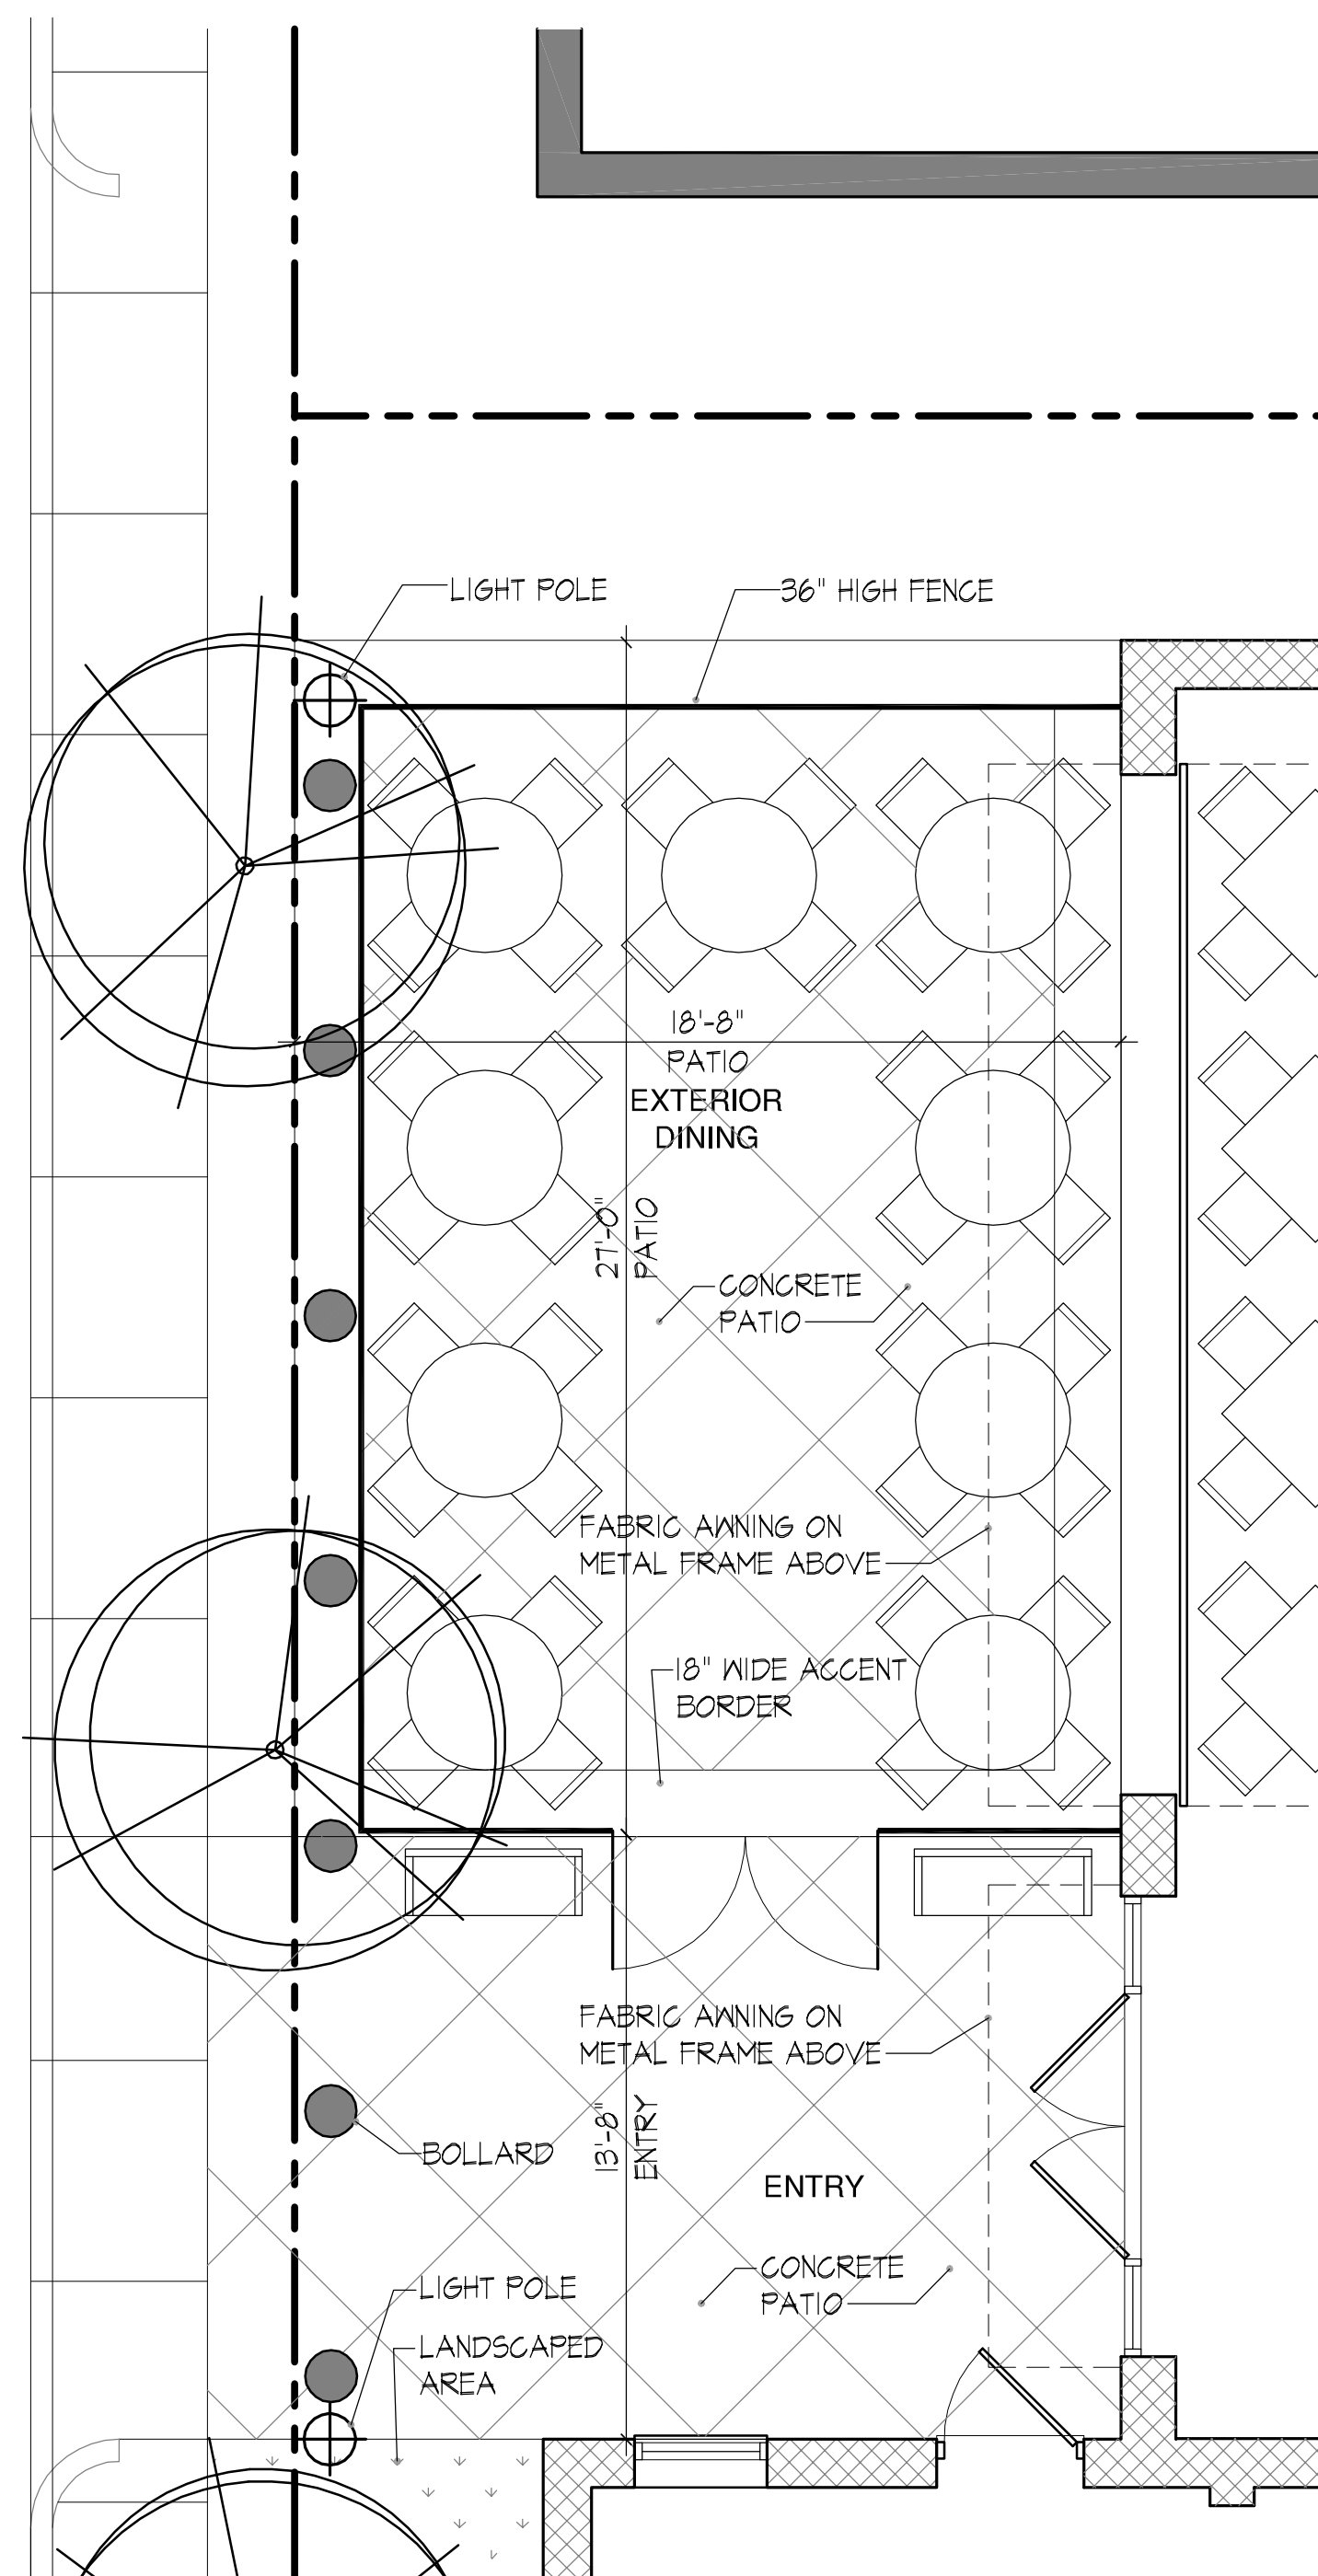 LIGHT POLE
36" HIGH FENCE
18'-8"
PATIO
EXTERIOR
DINING
27'-0"
PATIO
CONCRETE
PATIO
FABRIC AWNING ON
METAL FRAME ABOVE
18" WIDE ACCENT
BORDER
FABRIC AWNING ON
METAL FRAME ABOVE
13'-8"
ENTRY
BOLLARD
ENTRY
CONCRETE
PATIO
LIGHT POLE
LANDSCAPED
AREA